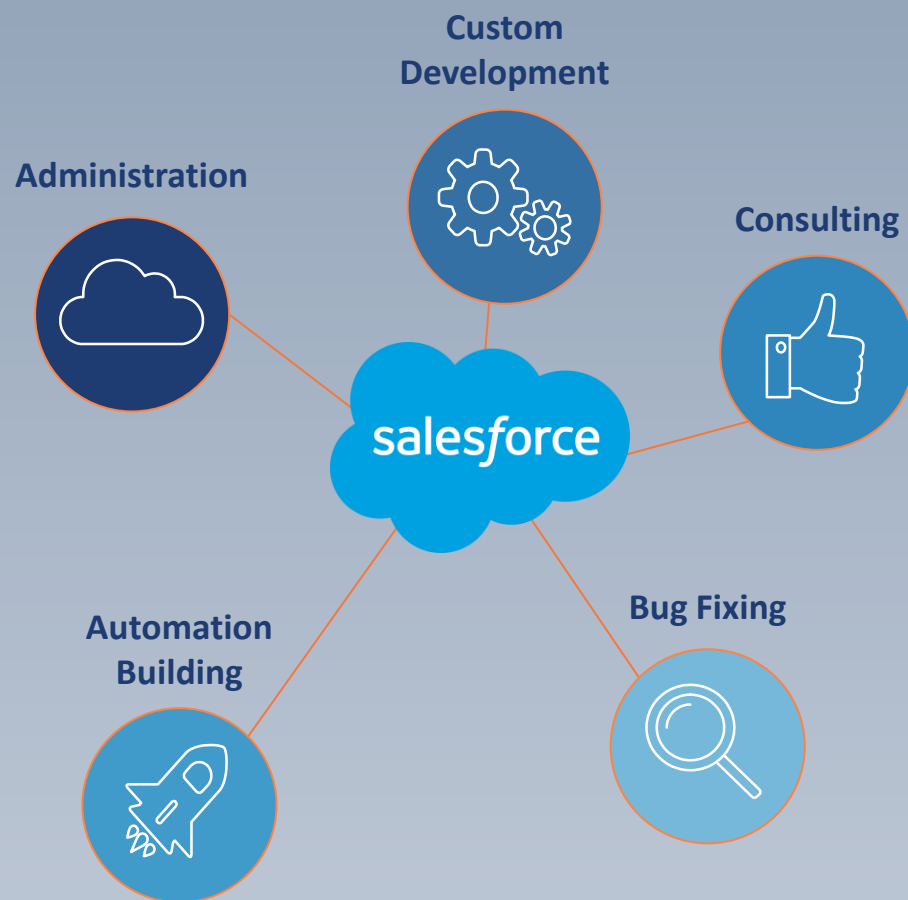 Custom
Development
Administration
Consulting
salesforce
Bug Fixing
Automation
Building